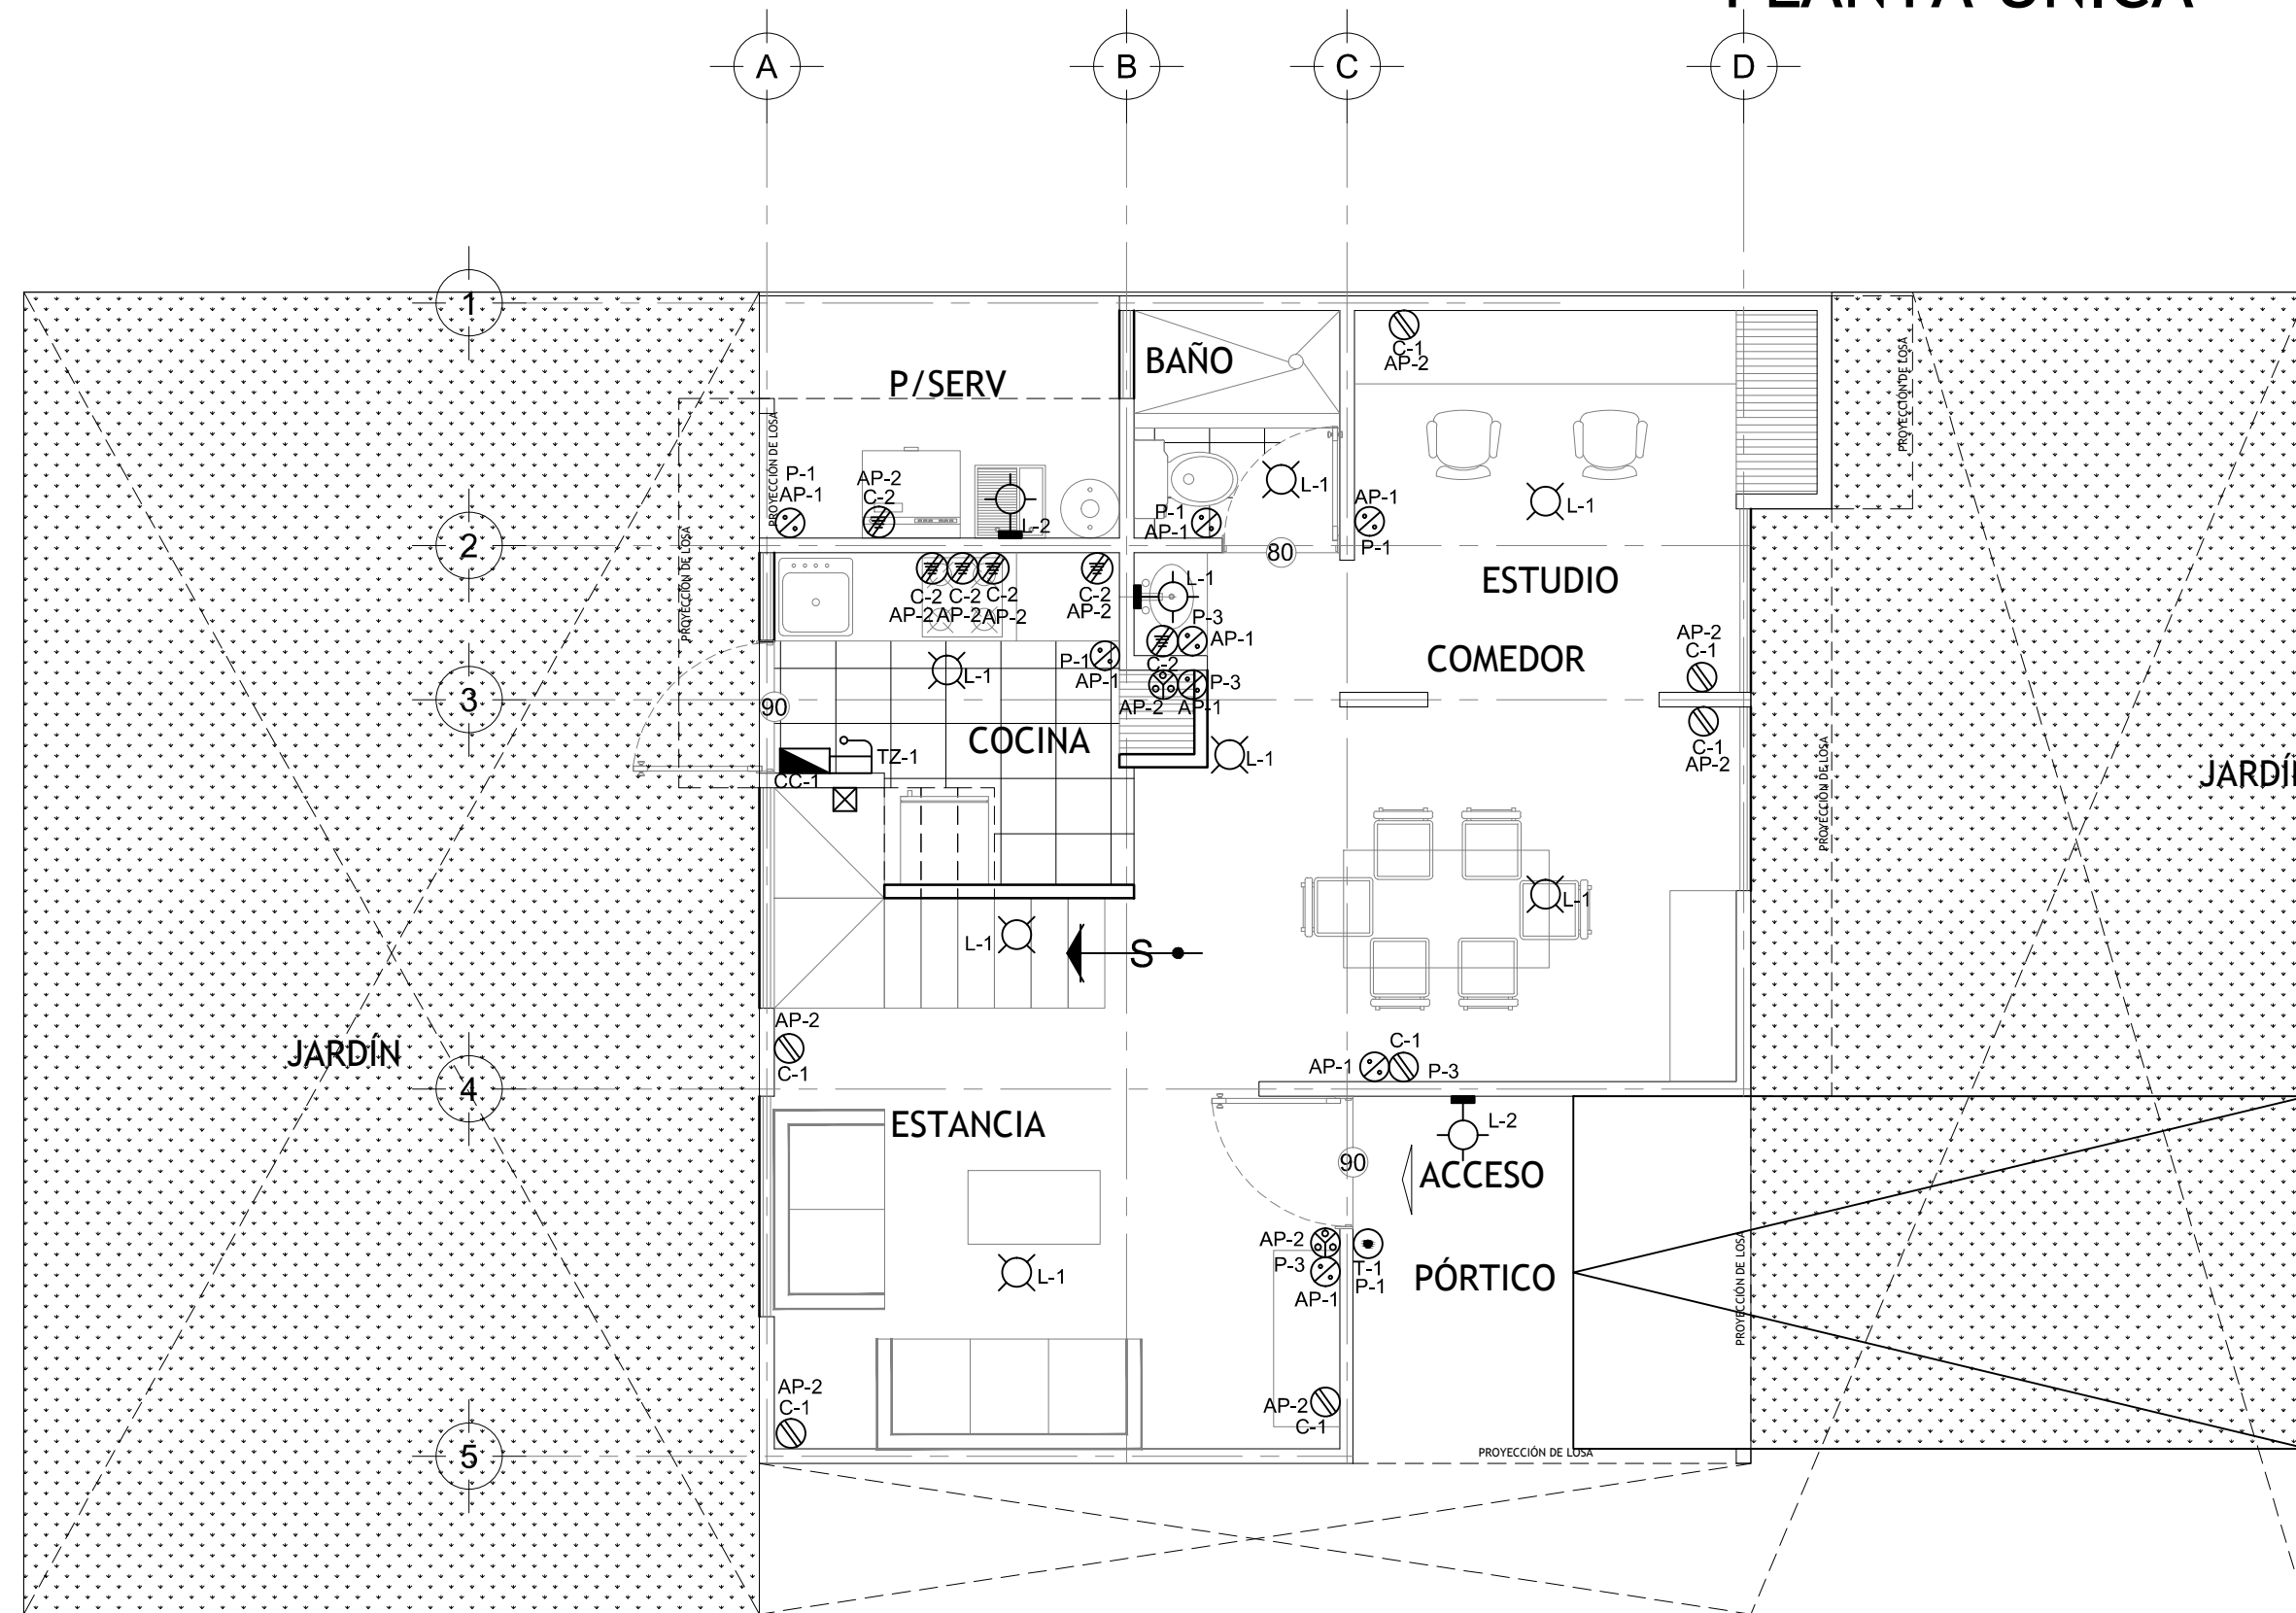 PLANTA ÚNICA
A
B
C
D
1
BAÑO
C-1
AP-2
P/SERV
PROYECCIÓN DE LOSA
PROYECCIÓN DE LOSA
P-1
AP-1
AP-2
C-2
L-2
L-1
P-1
AP-1
AP-1
P-1
L-1
2
80
PROYECCIÓN DE LOSA
C-2
AP-2
C-2
AP-2
C-2
AP-2
C-2
AP-2
L-1
ESTUDIO
P-3
AP-1
C-2
P-1
AP-1
L-1
COMEDOR
AP-2
C-1
3
90
P-3
AP-2
AP-1
COCINA
TZ-1
CC-1
L-1
C-1
AP-2
JARDÍN
PROYECCIÓN DE LOSA
L-1
L-1
S
AP-2
C-1
JARDÍN
4
C-1
AP-1
P-3
ESTANCIA
L-2
90
ACCESO
AP-2
P-3
AP-1
T-1
P-1
PÓRTICO
L-1
PROYECCIÓN DE LOSA
AP-2
C-1
AP-2
C-1
5
PROYECCIÓN DE LOSA